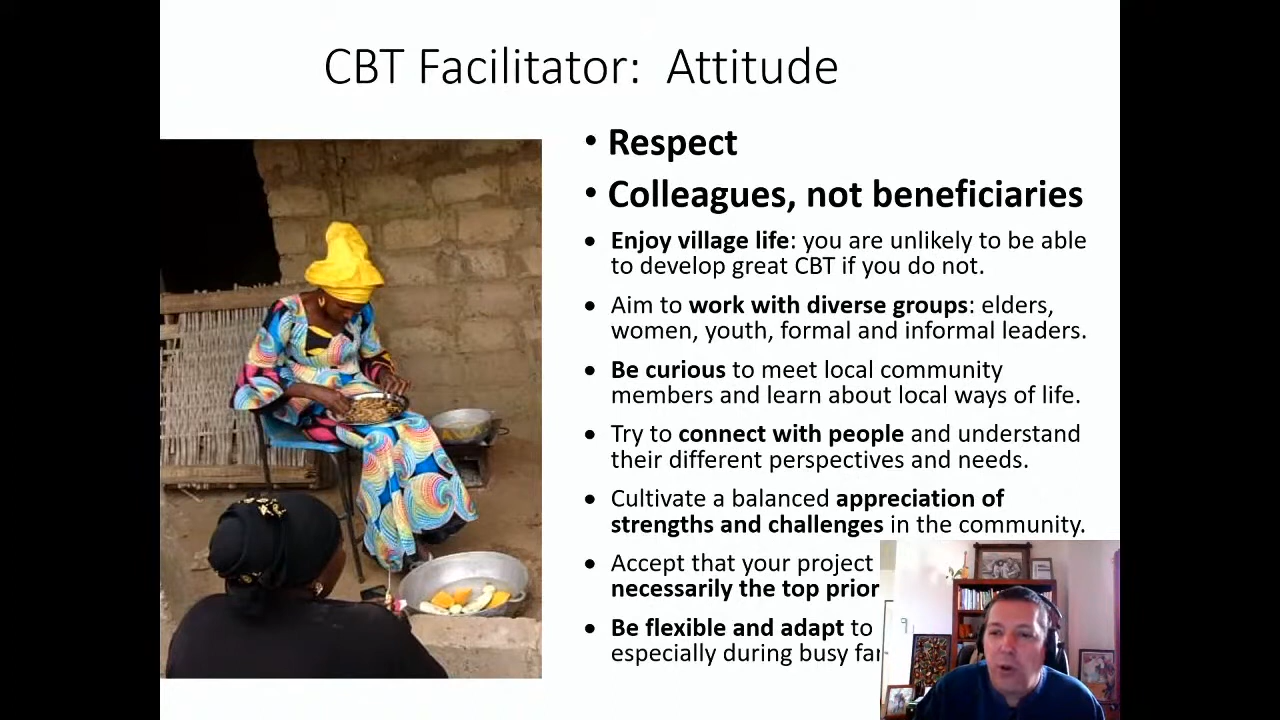 CBT Facilitator: Attitude
• Respect
• Colleagues, not beneficiaries
• Enjoy village life: you are unlikely to be able
to develop great CBT if you do not.
• Aim to work with diverse groups: elders,
women, youth, formal and informal leaders.
• Be curious to meet local community
members and learn about local ways of life.
• Try to connect with people and understand
their different perspectives and needs.
• Cultivate a balanced appreciation of
strengths and challenges in the community.
• Accept that your project
necessarily the top prior
• Be flexible and adapt to
especially during busy